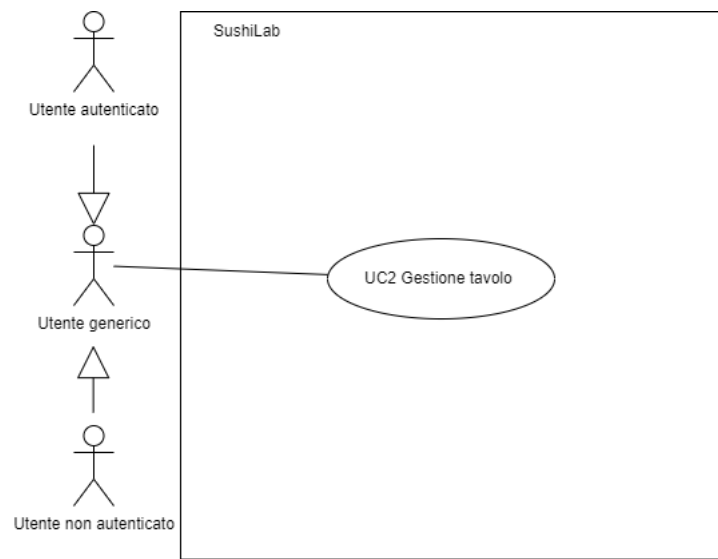 SushiLab
Utente autenticato
UC2 Gestione tavolo
Utente generico
Utente non autenticato